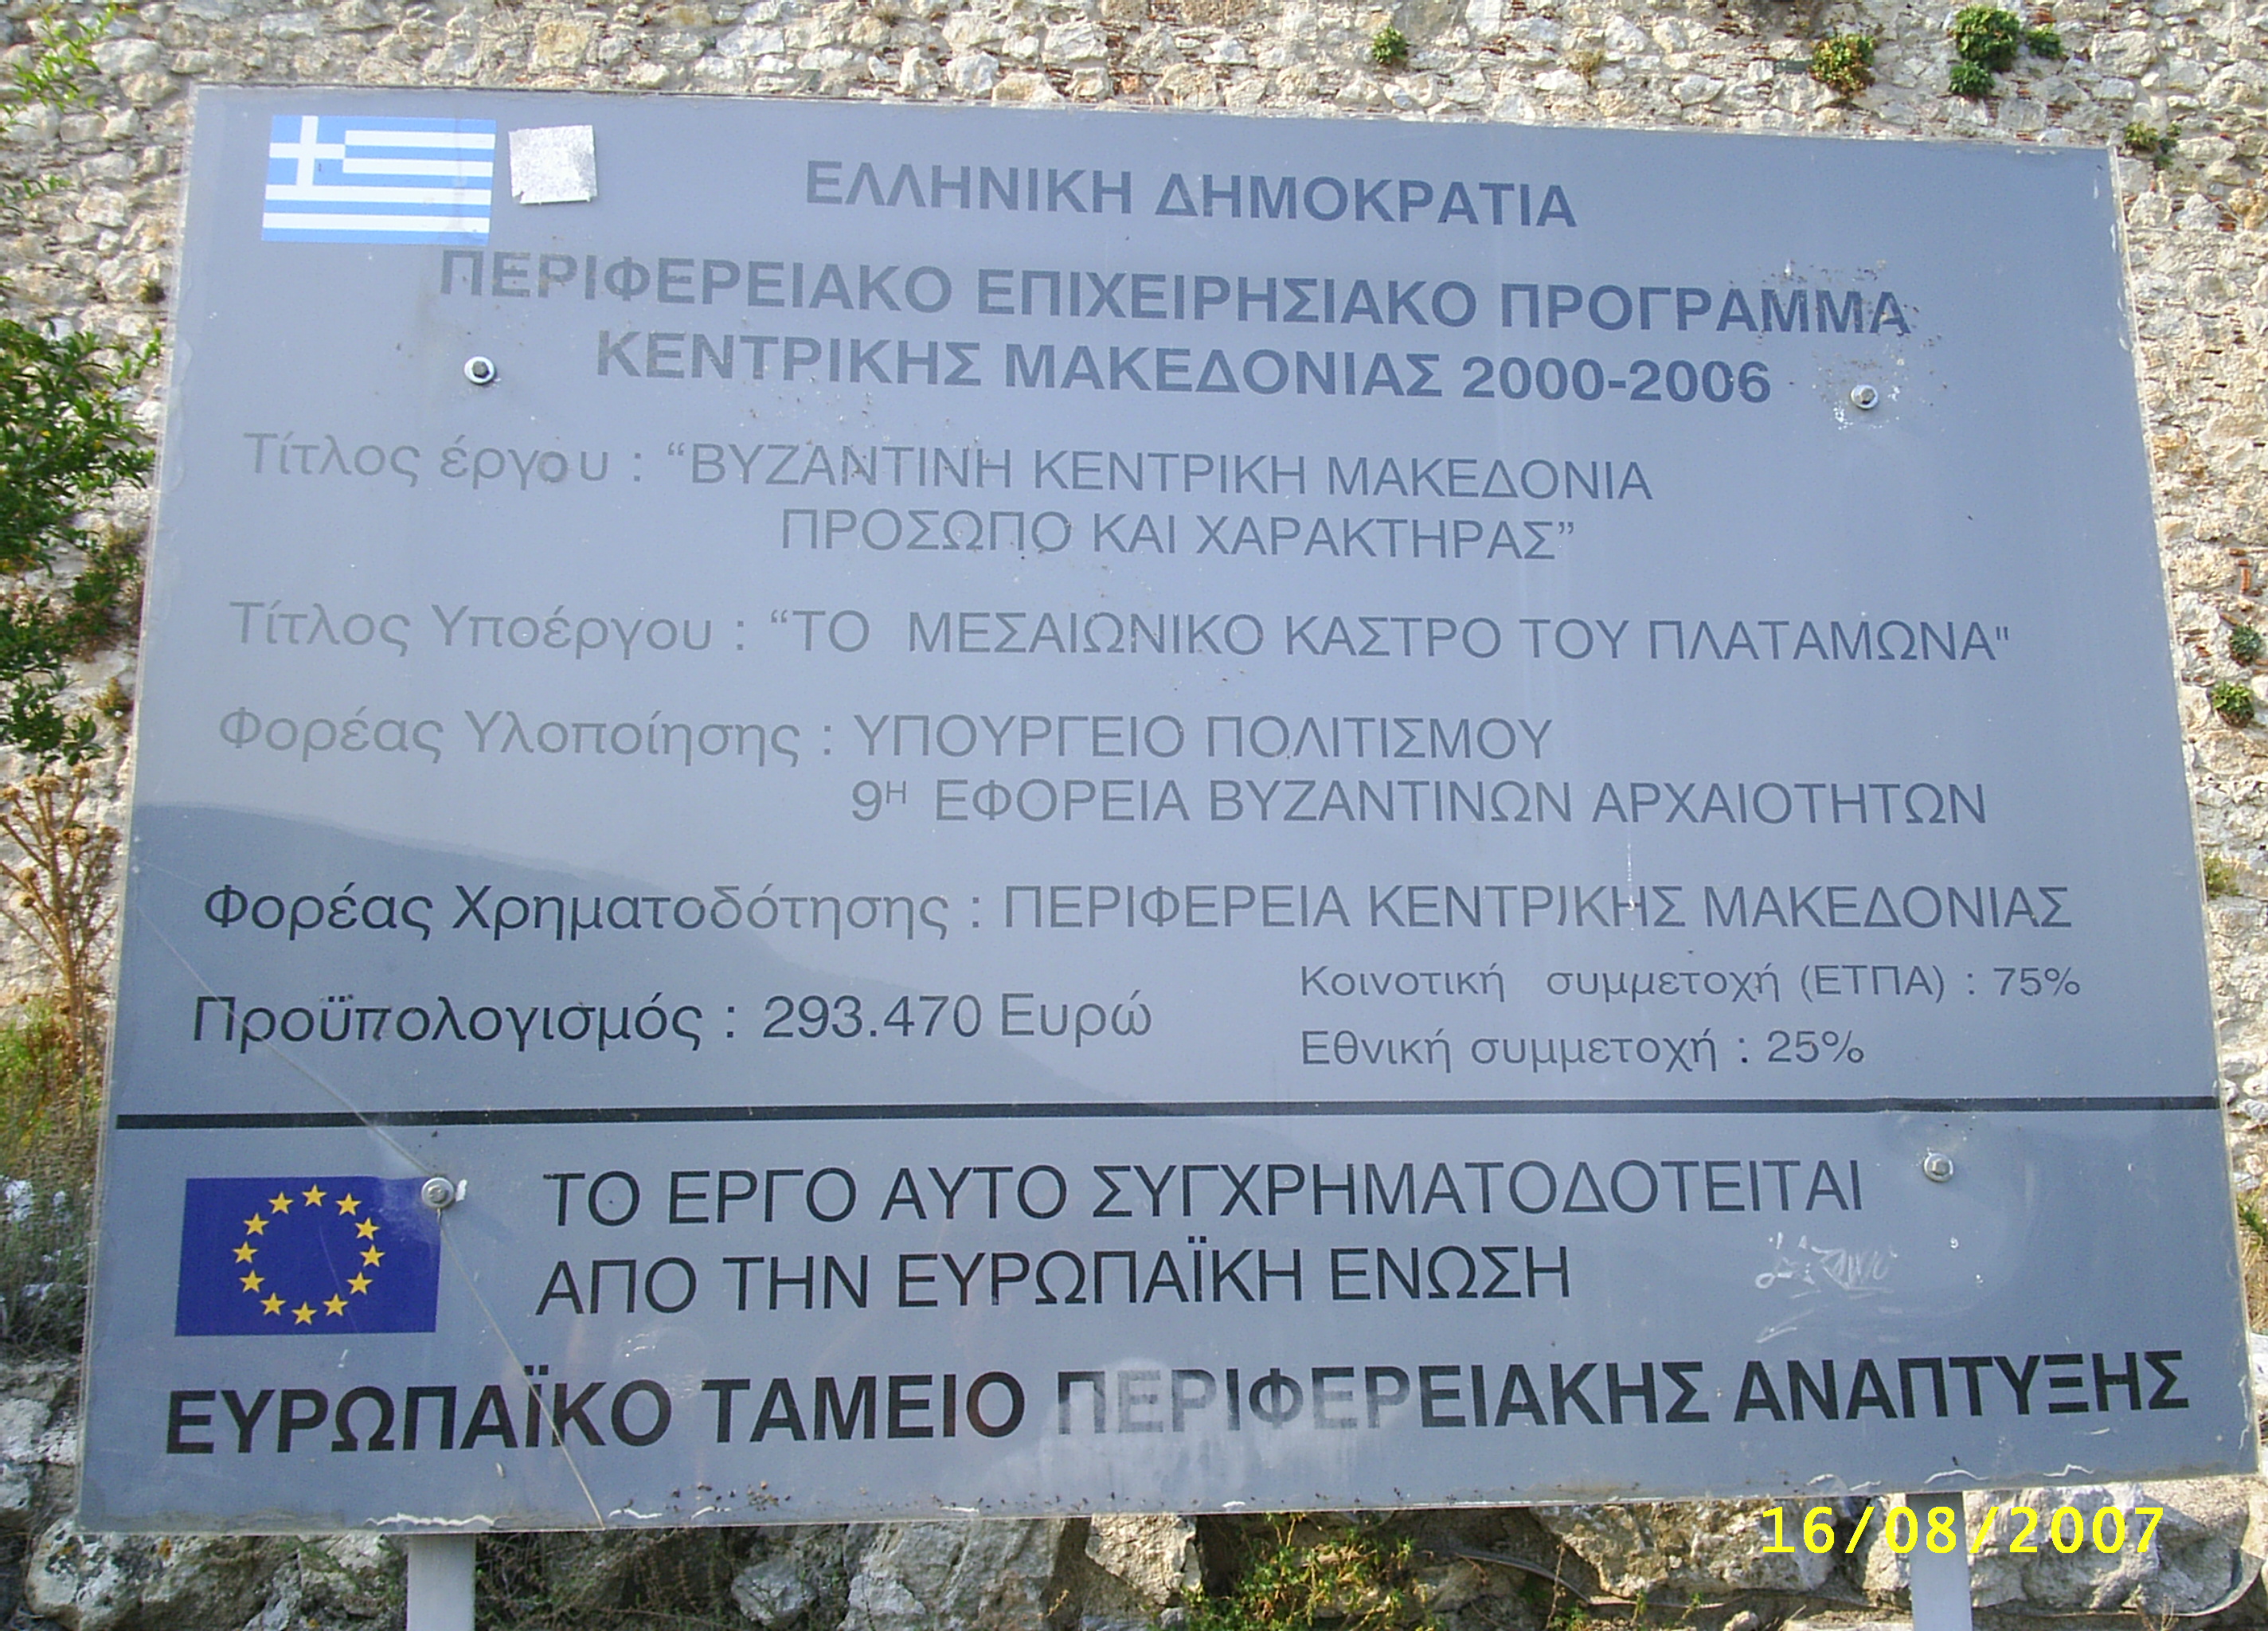 ΕΛΛΗΝΙΚΗ ΔΗΜΟΚΡΑΤΙΑ
ΠΕΡΙΦΕΡΕΙΑΚΟ ΕΠΙΧΕΙΡΗΣΙΑΚΟ ΠΡΟΓΡΑΜΜΑ
ΚΕΝΤΡΙΚΗΣ ΜΑΚΕΔΟΝΙΑΣ 2000-2006
Τίτλος έργου : “ΒΥΖΑΝΤΙΝΗ ΚΕΝΤΡΙΚΗ ΜΑΚΕΔΟΝΙΑ
ΠΡΟΣΩΠΟ ΚΑΙ ΧΑΡΑΚΤΗΡΑΣ”
Τίτλος Υποέργου : “ΤΟ ΜΕΣΑΙΩΝΙΚΟ ΚΑΣΤΡΟ ΤΟΥ ΠΛΑΤΑΜΩΝΑ"
Φορέας Υλοποίησης : ΥΠΟΥΡΓΕΙΟ ΠΟΛΙΤΙΣΜΟΥ
9Η ΕΦΟΡΕΙΑ ΒΥΖΑΝΤΙΝΩΝ ΑΡΧΑΙΟΤΗΤΩΝ
Φορέας Χρηματοδότησης : ΠΕΡΙΦΕΡΕΙΑ ΚΕΝΤΡΙΚΗΣ ΜΑΚΕΔΟΝΙΑΣ
Προϋπολογισμός : 293.470 Ευρώ
Κοινοτική συμμετοχή (ΕΤΠΑ) : 75%
Εθνική συμμετοχή : 25%
ΤΟ ΕΡΓΟ ΑΥΤΟ ΣΥΓΧΡΗΜΑΤΟΔΟΤΕΙΤΑΙ
ΑΠΟ ΤΗΝ ΕΥΡΩΠΑΪΚΗ ΕΝΩΣΗ
ΕΥΡΩΠΑΪΚΟ ΤΑΜΕΙΟ ΠΕΡΙΦΕΡΕΙΑΚΗΣ ΑΝΑΠΤΥΞΗΣ
16/08/2007